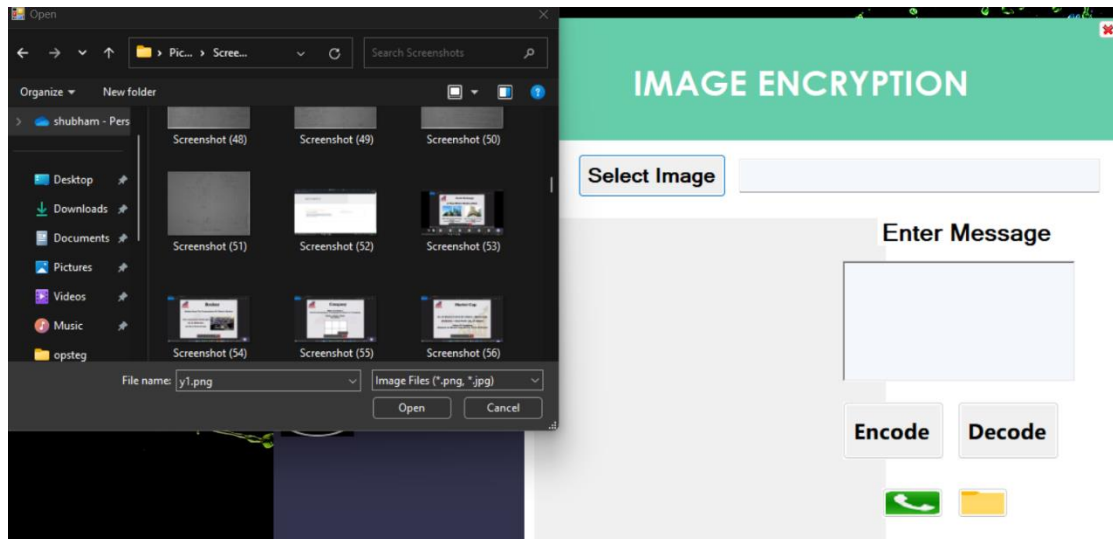 Open
Pic... > Scree...
Search Screenshots
Organize
New folder
shubham - Pers
Desktop
Downloads
Documents
Pictures
Videos
Music
opsteg
Screenshot (48)
Screenshot (49)
Screenshot (50)
Screenshot (51)
Screenshot (52)
Screenshot (53)
Screenshot (54)
Screenshot (55)
Screenshot (56)
File name: y1.png
Image Files (*.png, *.jpg)
Open
Cancel
IMAGE ENCRYPTION
Select Image
Enter Message
Encode
Decode